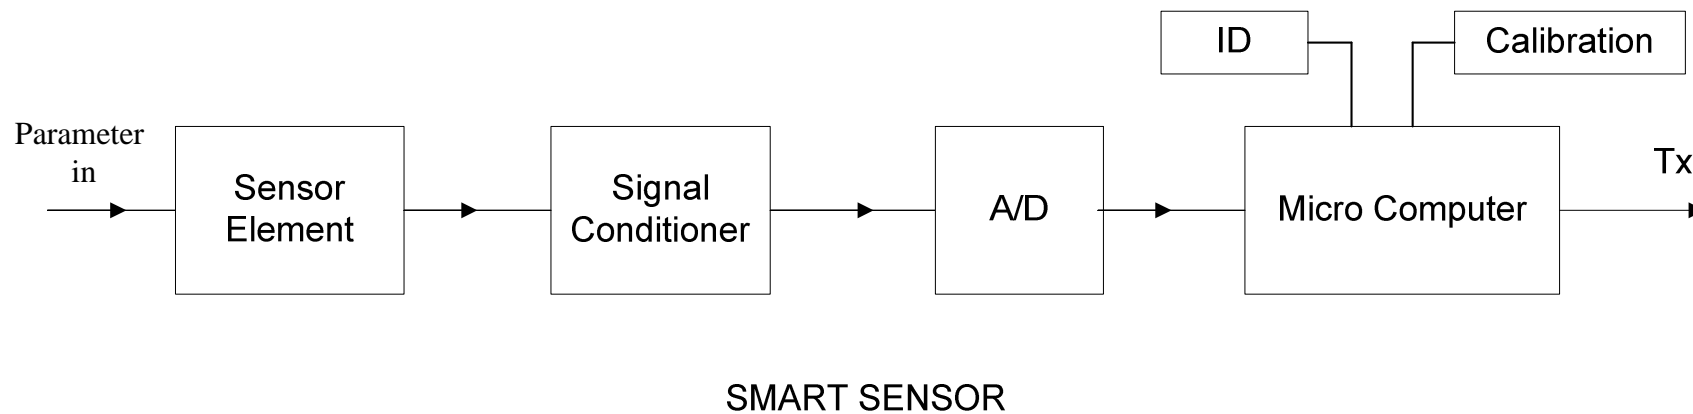 ID
Calibration
Parameter
in
Sensor
Element
Signal
Conditioner
A/D
Micro Computer
Tx
SMART SENSOR